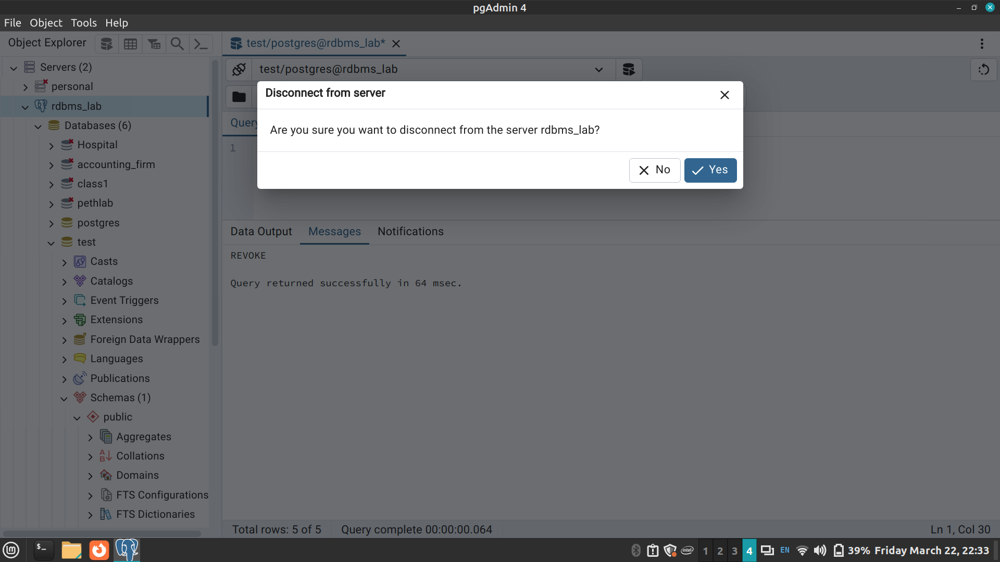 pgAdmin 4
File Object Tools Help
Object Explorer
test/postgres@rdbms_lab*
Servers (2)
test/postgres@rdbms_lab
personal
Disconnect from server
rdbms_lab
Query
Are you sure you want to disconnect from the server rdbms_lab?
Databases (6)
Hospital
1
accounting_firm
No
Yes
class1
pethlab
postgres
Data Output Messages Notifications
test
REVOKE
Casts
Catalogs
Query returned successfully in 64 msec.
Event Triggers
Extensions
Foreign Data Wrappers
Languages
Publications
Schemas (1)
public
Aggregates
Collations
Domains
FTS Configurations
FTS Dictionaries
Total rows: 5 of 5
Query complete 00:00:00.064
Ln 1, Col 30
$_
intel
1 2 3 4
EN
39% Friday March 22, 22:33